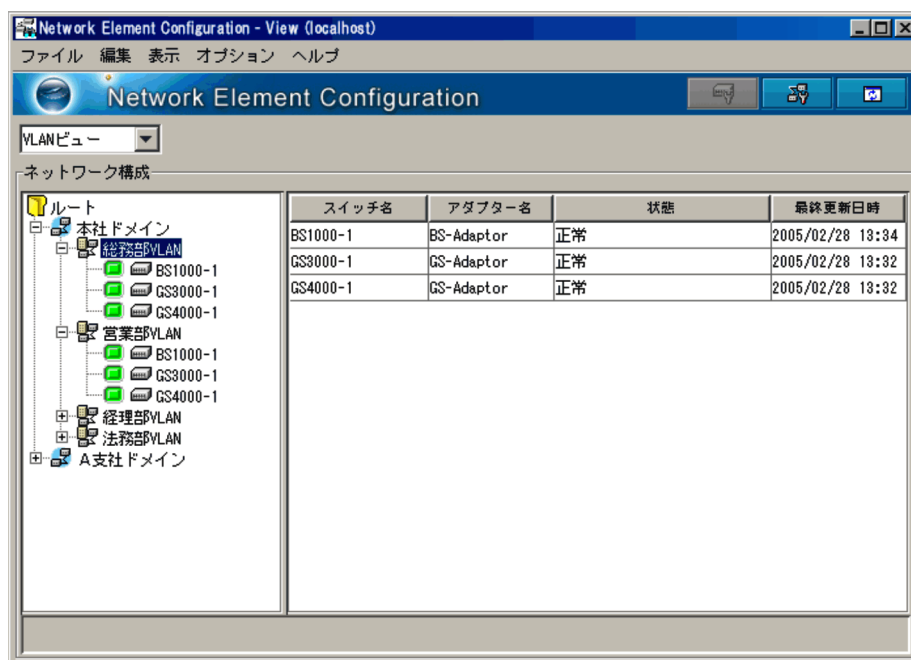 Network Element Configuration - View (localhost)
ファイル 編集 表示 オプション ヘルプ
Network Element Configuration
VLANビュー
ネットワーク構成
ルート
本社ドメイン
総務部VLAN
BS1000-1
GS3000-1
GS4000-1
営業部VLAN
BS1000-1
GS3000-1
GS4000-1
経理部VLAN
法務部VLAN
A支社ドメイン
スイッチ名 アダプター名 状態 最終更新日時
BS1000-1 BS-Adaptor 正常 2005/02/28 13:34
GS3000-1 GS-Adaptor 正常 2005/02/28 13:32
GS4000-1 GS-Adaptor 正常 2005/02/28 13:32